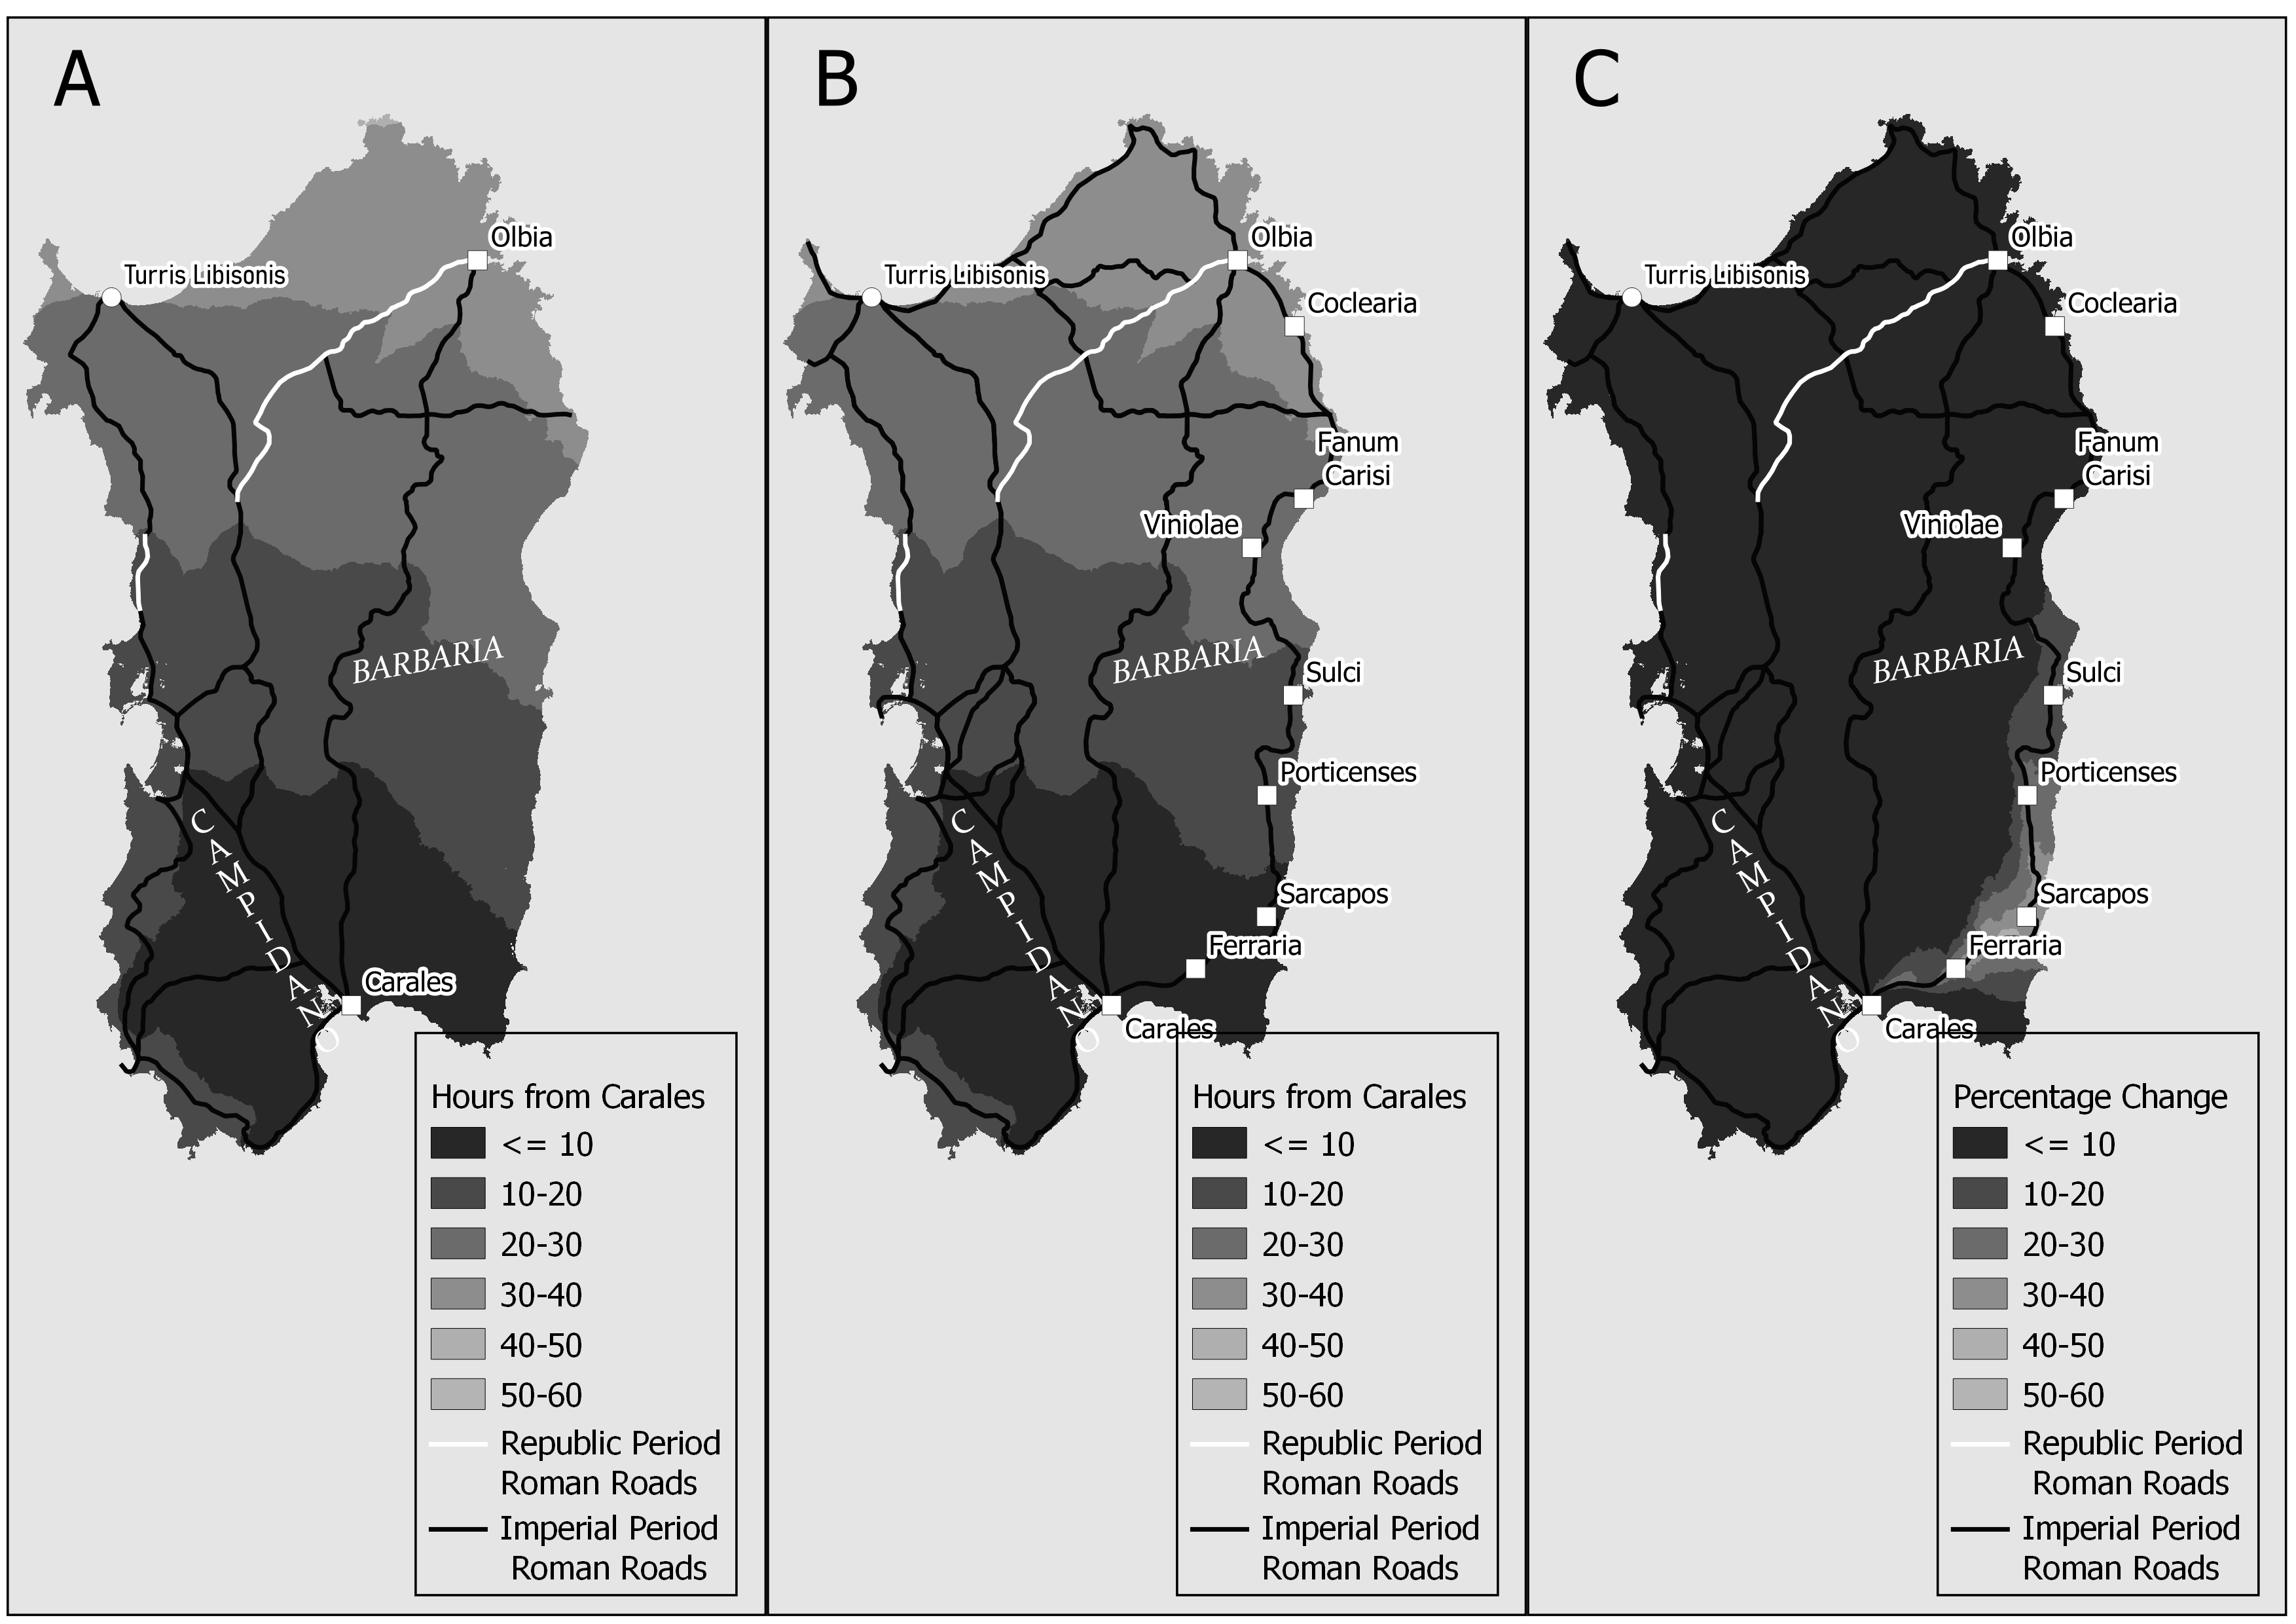 A
Olbia
Turris Libisonis
BARBARIA
CAMPIDANO
Carales
Hours from Carales
<= 10
10-20
20-30
30-40
40-50
50-60
Republic Period
Roman Roads
Imperial Period
Roman Roads
B
Olbia
Turris Libisonis
Coclearia
Fanum
Carisi
Viniolae
BARBARIA
Sulci
Porticenses
CAMPIDANO
Sarcapos
Ferraria
Carales
Hours from Carales
<= 10
10-20
20-30
30-40
40-50
50-60
Republic Period
Roman Roads
Imperial Period
Roman Roads
C
Olbia
Turris Libisonis
Coclearia
Fanum
Carisi
Viniolae
BARBARIA
Sulci
Porticenses
CAMPIDANO
Sarcapos
Ferraria
Carales
Percentage Change
<= 10
10-20
20-30
30-40
40-50
50-60
Republic Period
Roman Roads
Imperial Period
Roman Roads